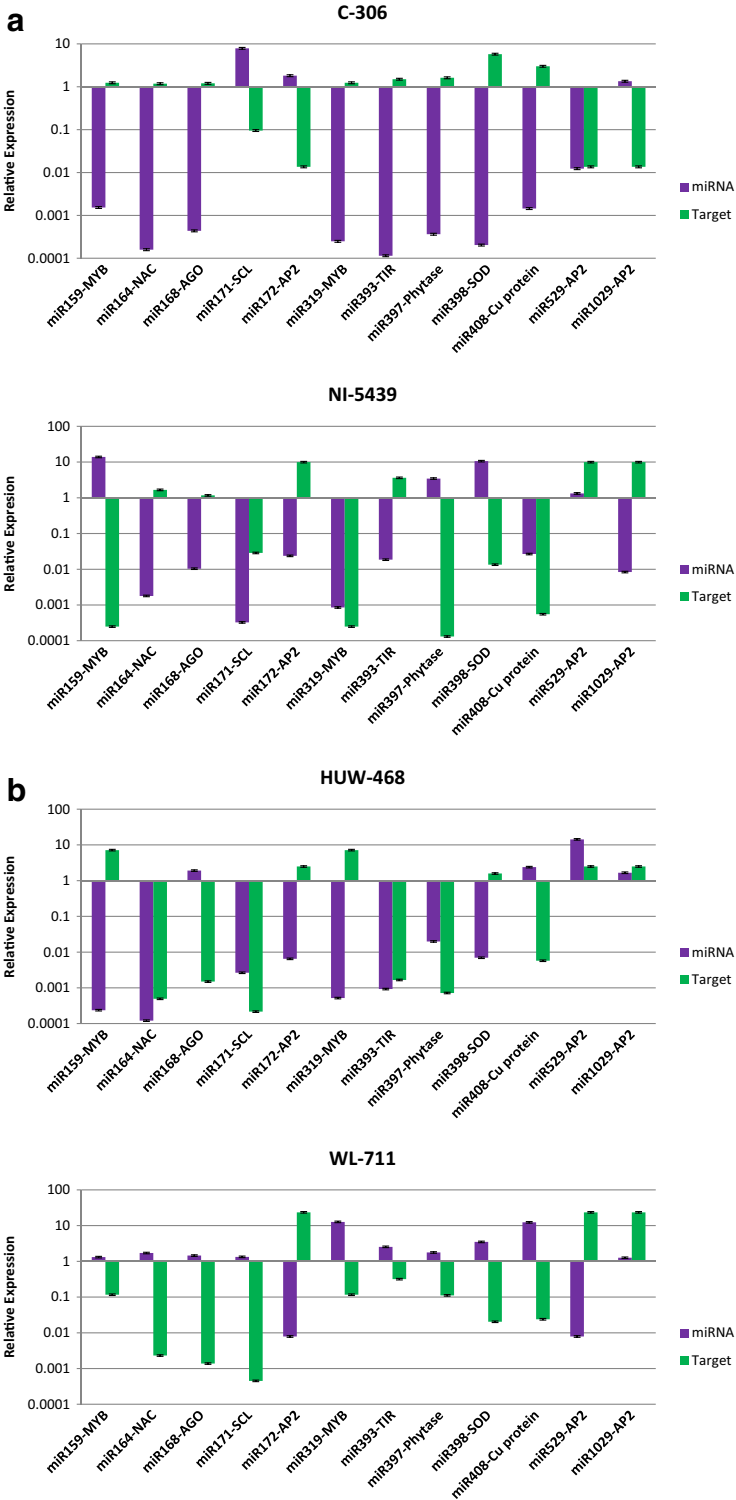 a
C-306
10
1
0.1
0.01
0.001
0.0001
Relative Expression
miRNA
Target
miR159-MYB
miR164-NAC
miR168-AGO
miR171-SCL
miR172-AP2
miR319-MYB
miR393-TIR
miR397-Phytase
miR398-SOD
miR408-Cu protein
miR529-AP2
miR1029-AP2
NI-5439
100
10
1
0.1
0.01
0.001
0.0001
Relative Expression
miRNA
Target
miR159-MYB
miR164-NAC
miR168-AGO
miR171-SCL
miR172-AP2
miR319-MYB
miR393-TIR
miR397-Phytase
miR398-SOD
miR408-Cu protein
miR529-AP2
miR1029-AP2
b
HUW-468
100
10
1
0.1
0.01
0.001
0.0001
Relative Expression
miRNA
Target
miR159-MYB
miR164-NAC
miR168-AGO
miR171-SCL
miR172-AP2
miR319-MYB
miR393-TIR
miR397-Phytase
miR398-SOD
miR408-Cu protein
miR529-AP2
miR1029-AP2
WL-711
100
10
1
0.1
0.01
0.001
0.0001
Relative Expression
miRNA
Target
miR159-MYB
miR164-NAC
miR168-AGO
miR171-SCL
miR172-AP2
miR319-MYB
miR393-TIR
miR397-Phytase
miR398-SOD
miR408-Cu protein
miR529-AP2
miR1029-AP2